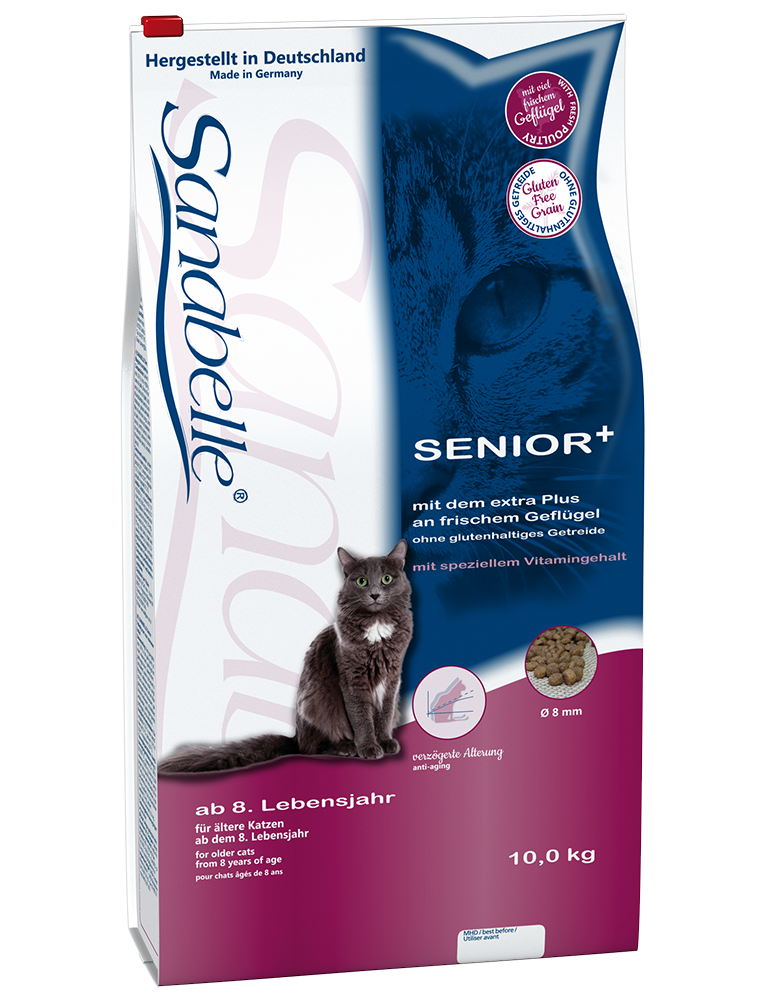 Hergestellt in Deutschland
Made in Germany
Sanabelle®
Sanabelle
mit viel
frischem
Geflügel
WITH FRESH POULTRY
Gluten
Free
Grain
OHNE GLUTENHALTIGES GETREIDE
SENIOR+
mit dem extra Plus
an frischem Geflügel
ohne glutenhaltiges Getreide
mit speziellem Vitamingehalt
Ø 8 mm
verzögerte Alterung
anti-aging
ab 8. Lebensjahr
für ältere Katzen
ab dem 8. Lebensjahr
for older cats
from 8 years of age
pour chats âgés de 8 ans
10,0 kg
MHD / best before /
Utiliser avant